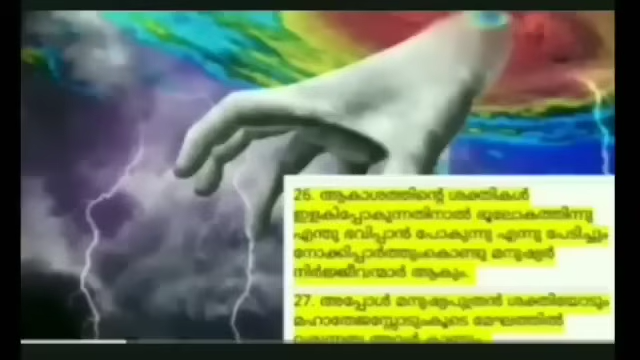 26. ആകാശത്തിന്റെ ശക്തികൾ
ഇളകിപ്പോകുന്നതിനാൽ ഭൂലോകത്തിന്നു
എന്തു ഭവിപ്പാൻ പോകുന്നു എന്നു പേടിച്ചും
നോക്കിപ്പാർത്തുംകൊണ്ടു മനുഷ്യർ
നിർജ്ജീവന്മാർ ആകും.
27. അപ്പോൾ മനുഷ്യപുത്രൻ ശക്തിയോടും
മഹാതേജസ്സോടുംകൂടെ മേഘത്തിൽ